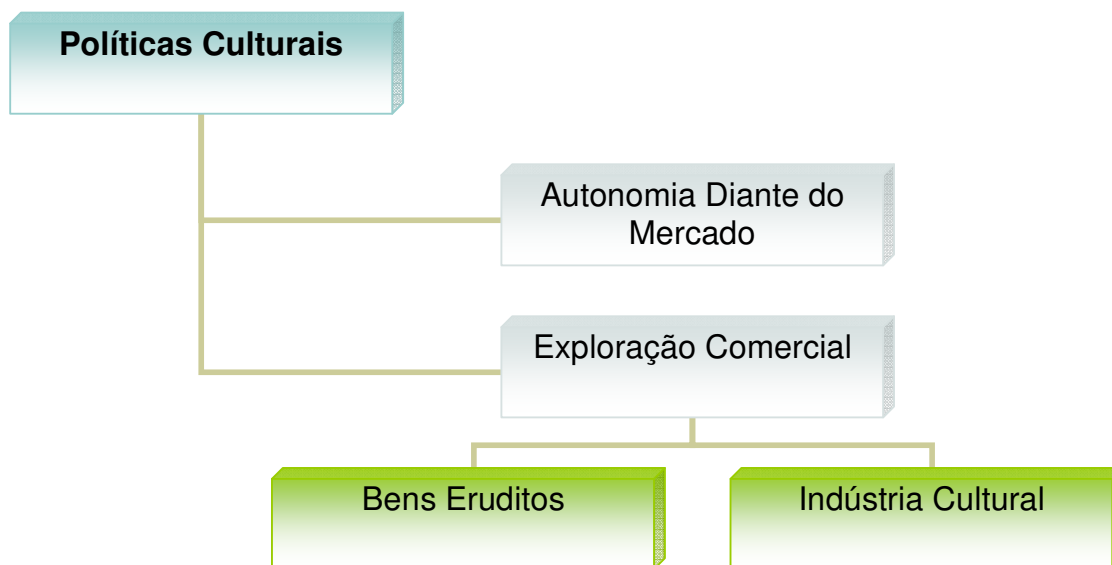 Políticas Culturais
Autonomia Diante do
Mercado
Exploração Comercial
Bens Eruditos
Indústria Cultural